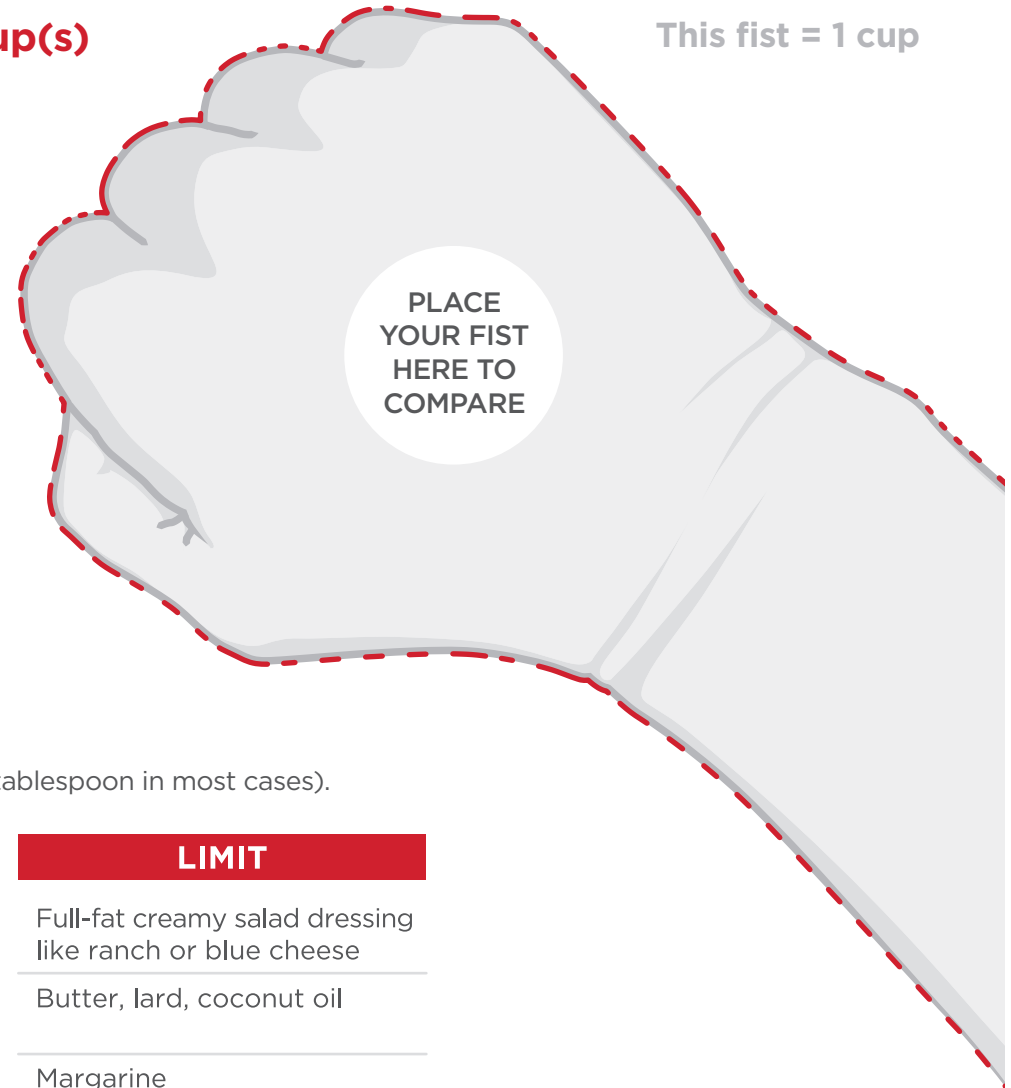 up(s)
This fist = 1 cup
PLACE
YOUR FIST
HERE TO
COMPARE
tablespoon in most cases).
LIMIT
Full-fat creamy salad dressing
like ranch or blue cheese
Butter, lard, coconut oil
Margarine